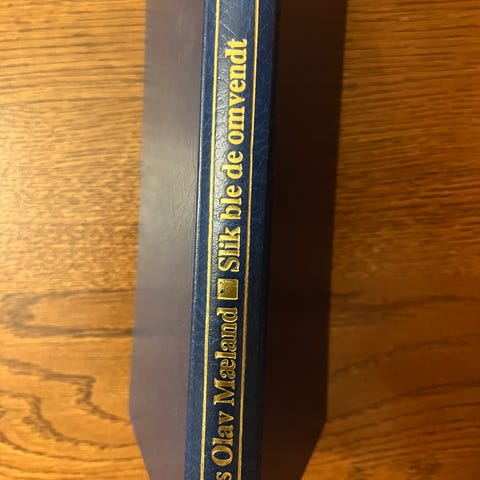 s Olav Mæland Slik ble de omvendt